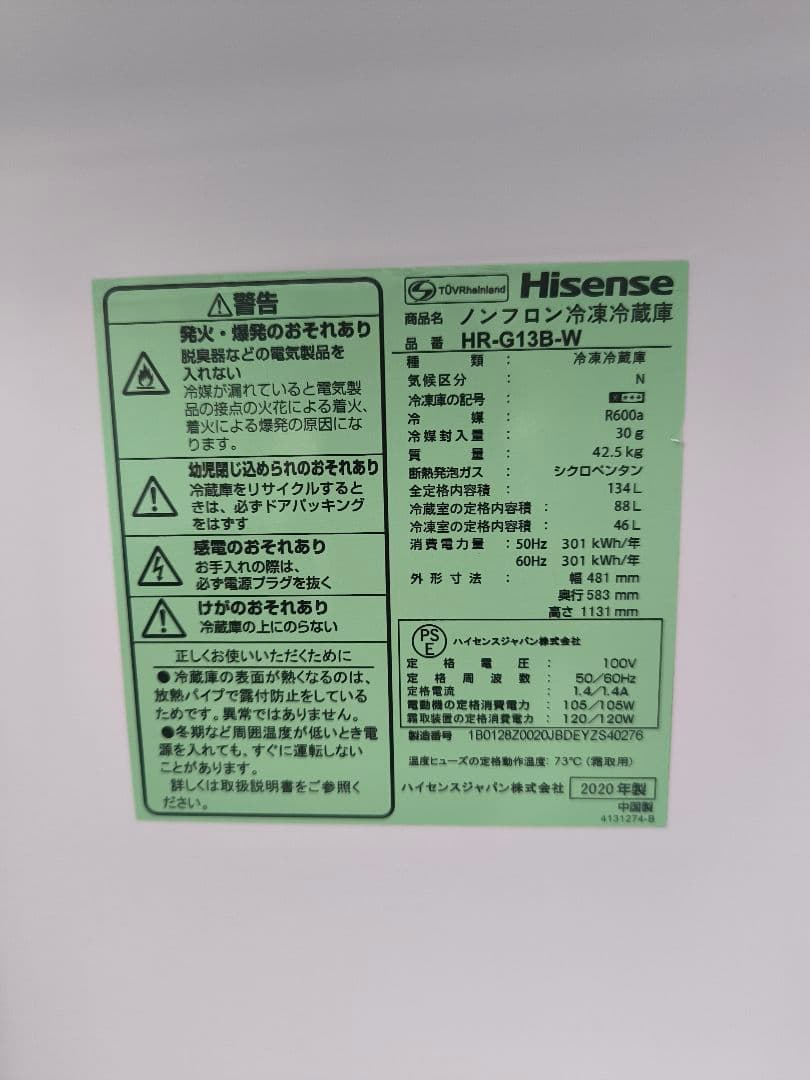 ⚠警告
発火・爆発のおそれあり
脱臭器などの電気製品を
入れない
冷媒が漏れていると電気製
品の接点の火花による着火、
着火による爆発の原因にな
ります。
幼児閉じ込められのおそれあり
冷蔵庫をリサイクルすると
きは、必ずドアパッキング
をはずす
感電のおそれあり
お手入れの際は、
必ず電源プラグを抜く
けがのおそれあり
冷蔵庫の上にのらない
正しくお使いいただくために
●冷蔵庫の表面が熱くなるのは、
放熱パイプで露付防止をしている
ためです。異常ではありません。
●冬期など周囲温度が低いとき電
源を入れても、すぐに運転しない
ことがあります。
詳しくは取扱説明書をご参照く
ださい。
TÜVRheinland Hisense
商品名 ノンフロン冷凍冷蔵庫
品番 HR-G13B-W
種類 : 冷凍冷蔵庫
気候区分 : N
冷凍庫の記号 :
冷媒 : R600a
冷媒封入量 : 30g
質量 : 42.5kg
断熱発泡ガス : シクロペンタン
全定格内容積 : 134L
冷蔵室の定格内容積 : 88L
冷凍室の定格内容積 : 46L
消費電力量 : 50Hz 301 kWh/年
60Hz 301 kWh/年
外形寸法 : 幅 481 mm
奥行 583 mm
高さ 1131 mm
PSE ハイセンスジャパン株式会社
定格電圧 : 100V
定格周波数 : 50/60Hz
定格電流 : 1.4/1.4A
電動機の定格消費電力 : 105/105W
霜取装置の定格消費電力 : 120/120W
製造番号 1B0128Z0020JBDEYZS40276
温度ヒューズの定格動作温度: 73℃(霜取用)
ハイセンスジャパン株式会社 2020年製
中国製
4131274-B